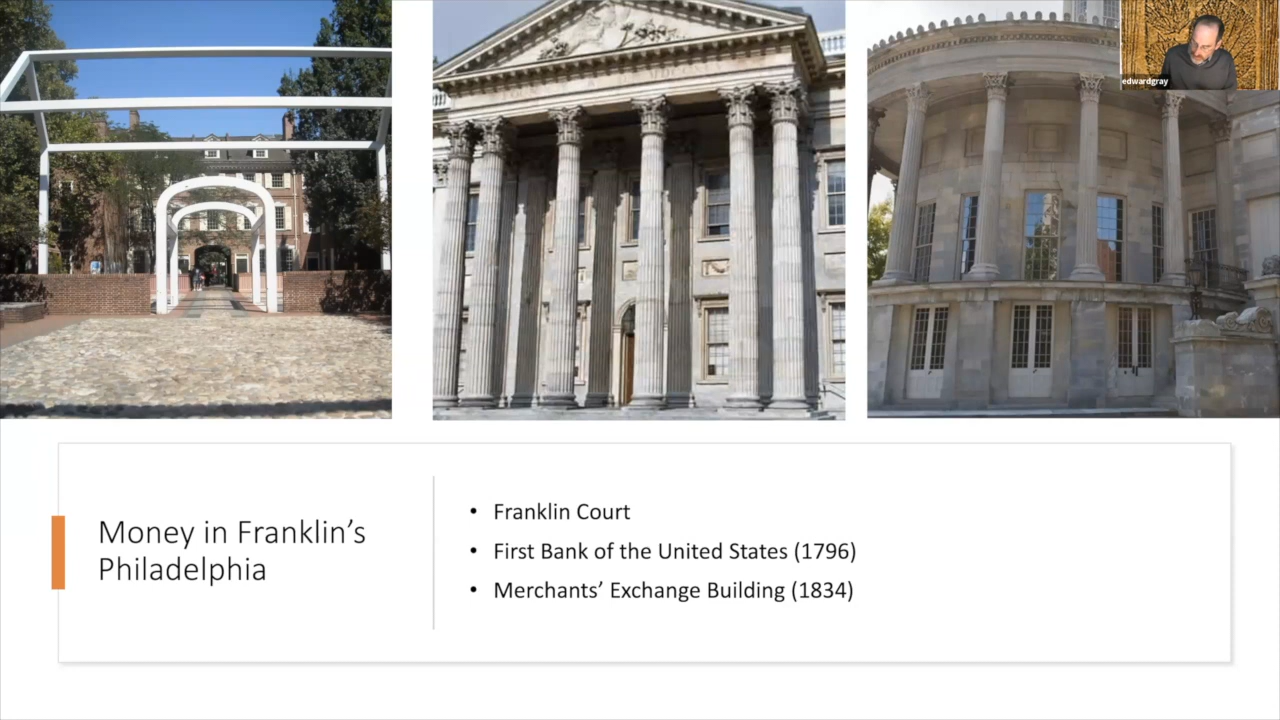 edwardgray
Money in Franklin’s
Philadelphia
• Franklin Court
• First Bank of the United States (1796)
• Merchants’ Exchange Building (1834)